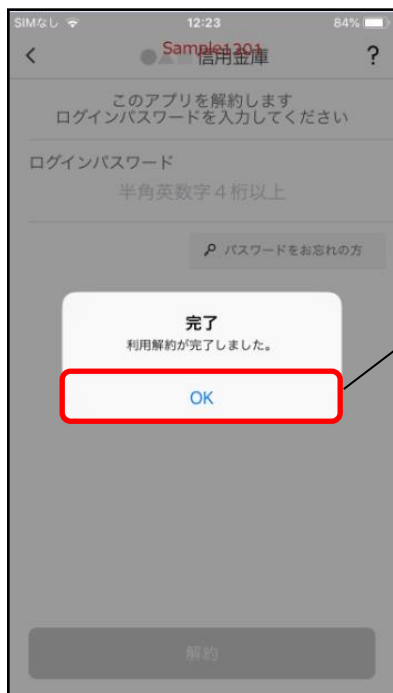 SIMなし 12:23 84%
Sample1201
信用金庫 ?
このアプリを解約します
ログインパスワードを入力してください
ログインパスワード
半角英数字4桁以上
パスワードをお忘れの方
完了
利用解約が完了しました。
OK
解約